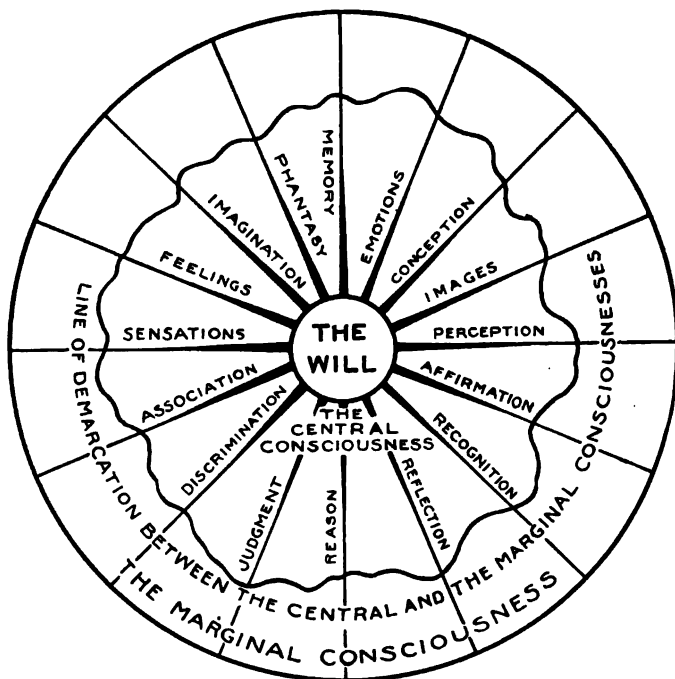 MEMORY
EMOTIONS
CONCEPTION
IMAGES
PERCEPTION
AFFIRMATION
RECOGNITION
REFLECTION
REASON
JUDGMENT
DISCRIMINATION
ASSOCIATION
SENSATIONS
FEELINGS
IMAGINATION
PHANTASY
THE
WILL
THE
CENTRAL
CONSCIOUSNESS
LINE OF DEMARCATION BETWEEN THE CENTRAL AND THE MARGINAL CONSCIOUSNESSES
THE MARGINAL CONSCIOUSNESS